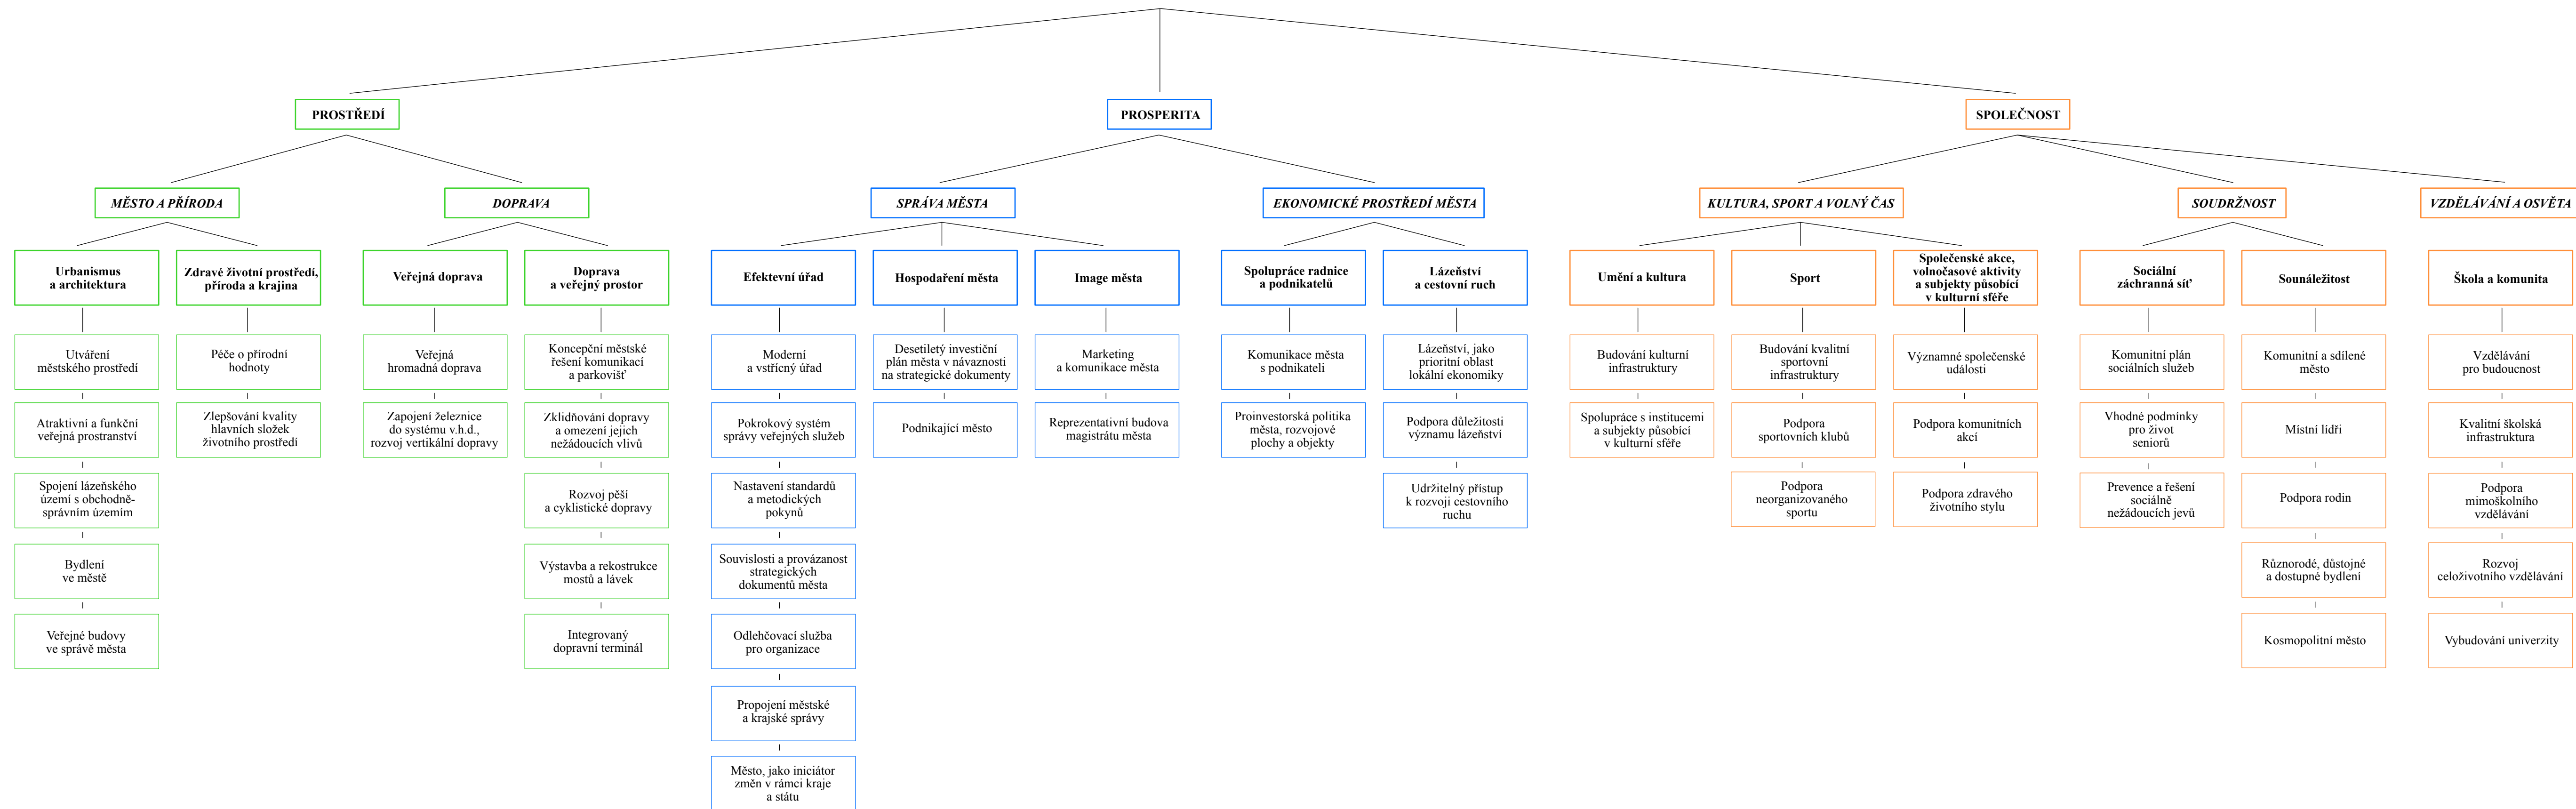 PROSTŘEDÍ
PROSPERITA
SPOLEČNOST
MĚSTO A PŘÍRODA
DOPRAVA
SPRÁVA MĚSTA
EKONOMICKÉ PROSTŘEDÍ MĚSTA
KULTURA, SPORT A VOLNÝ ČAS
SOUDRŽNOST
VZDĚLÁVÁNÍ A OSVĚTA
Urbanismus
a architektura
Zdravé životní prostředí,
příroda a krajina
Veřejná doprava
Doprava
a veřejný prostor
Efektevní úřad
Hospodaření města
Image města
Spolupráce radnice
a podnikatelů
Lázeňství
a cestovní ruch
Umění a kultura
Sport
Společenské akce,
volnočasové aktivity
a subjekty působící
v kulturní sféře
Sociální
záchranná síť
Sounáležitost
Škola a komunita
Utváření
městského prostředí
Péče o přírodní
hodnoty
Veřejná
hromadná doprava
Koncepční městské
řešení komunikací
a parkovišť
Moderní
a vstřícný úřad
Desetiletý investiční
plán města v návaznosti
na strategické dokumenty
Marketing
a komunikace města
Komunikace města
s podnikateli
Lázeňství, jako
prioritní oblast
lokální ekonomiky
Budování kulturní
infrastruktury
Budování kvalitní
sportovní
infrastruktury
Významné společenské
události
Komunitní plán
sociálních služeb
Komunitní a sdílené
město
Vzdělávání
pro budoucnost
Atraktivní a funkční
veřejná prostranství
Zlepšování kvality
hlavních složek
životního prostředí
Zapojení železnice
do systému v.h.d.,
rozvoj vertikální dopravy
Zklidňování dopravy
a omezení jejich
nežádoucích vlivů
Pokrokový systém
správy veřejných služeb
Podnikající město
Reprezentativní budova
magistrátu města
Proinvestorská politika
města, rozvojové
plochy a objekty
Podpora důležitosti
významu lázeňství
Spolupráce s institucemi
a subjekty působící
v kulturní sféře
Podpora
sportovních klubů
Podpora komunitních
akcí
Vhodné podmínky
pro život
seniorů
Místní lídři
Kvalitní školská
infrastruktura
Spojení lázeňského
území s obchodně-
správním územím
Rozvoj pěší
a cyklistické dopravy
Nastavení standardů
a metodických
pokynů
Udržitelný přístup
k rozvoji cestovního
ruchu
Podpora
neorganizovaného
sportu
Podpora zdravého
životního stylu
Prevence a řešení
sociálně
nežádoucích jevů
Podpora rodin
Podpora
mimoškolního
vzdělávání
Bydlení
ve městě
Výstavba a rekostrukce
mostů a lávek
Souvislosti a provázanost
strategických
dokumentů města
Různorodé, důstojné
a dostupné bydlení
Rozvoj
celoživotního vzdělávání
Veřejné budovy
ve správě města
Integrovaný
dopravní terminál
Odlehčovací služba
pro organizace
Kosmopolitní město
Vybudování univerzity
Propojení městské
a krajské správy
Město, jako iniciátor
změn v rámci kraje
a státu